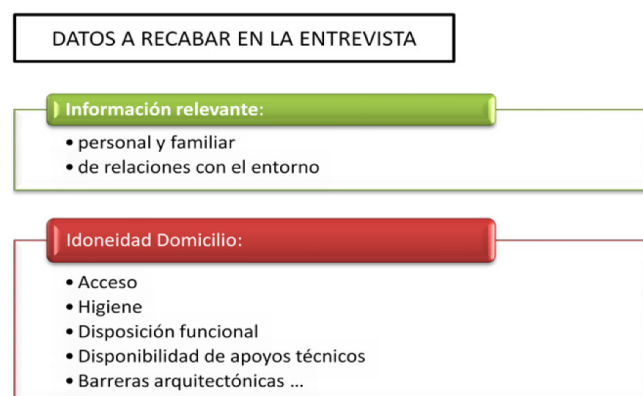 DATOS A RECABAR EN LA ENTREVISTA
Información relevante:
• personal y familiar
• de relaciones con el entorno
Idoneidad Domicilio:
• Acceso
• Higiene
• Disposición funcional
• Disponibilidad de apoyos técnicos
• Barreras arquitectónicas ...